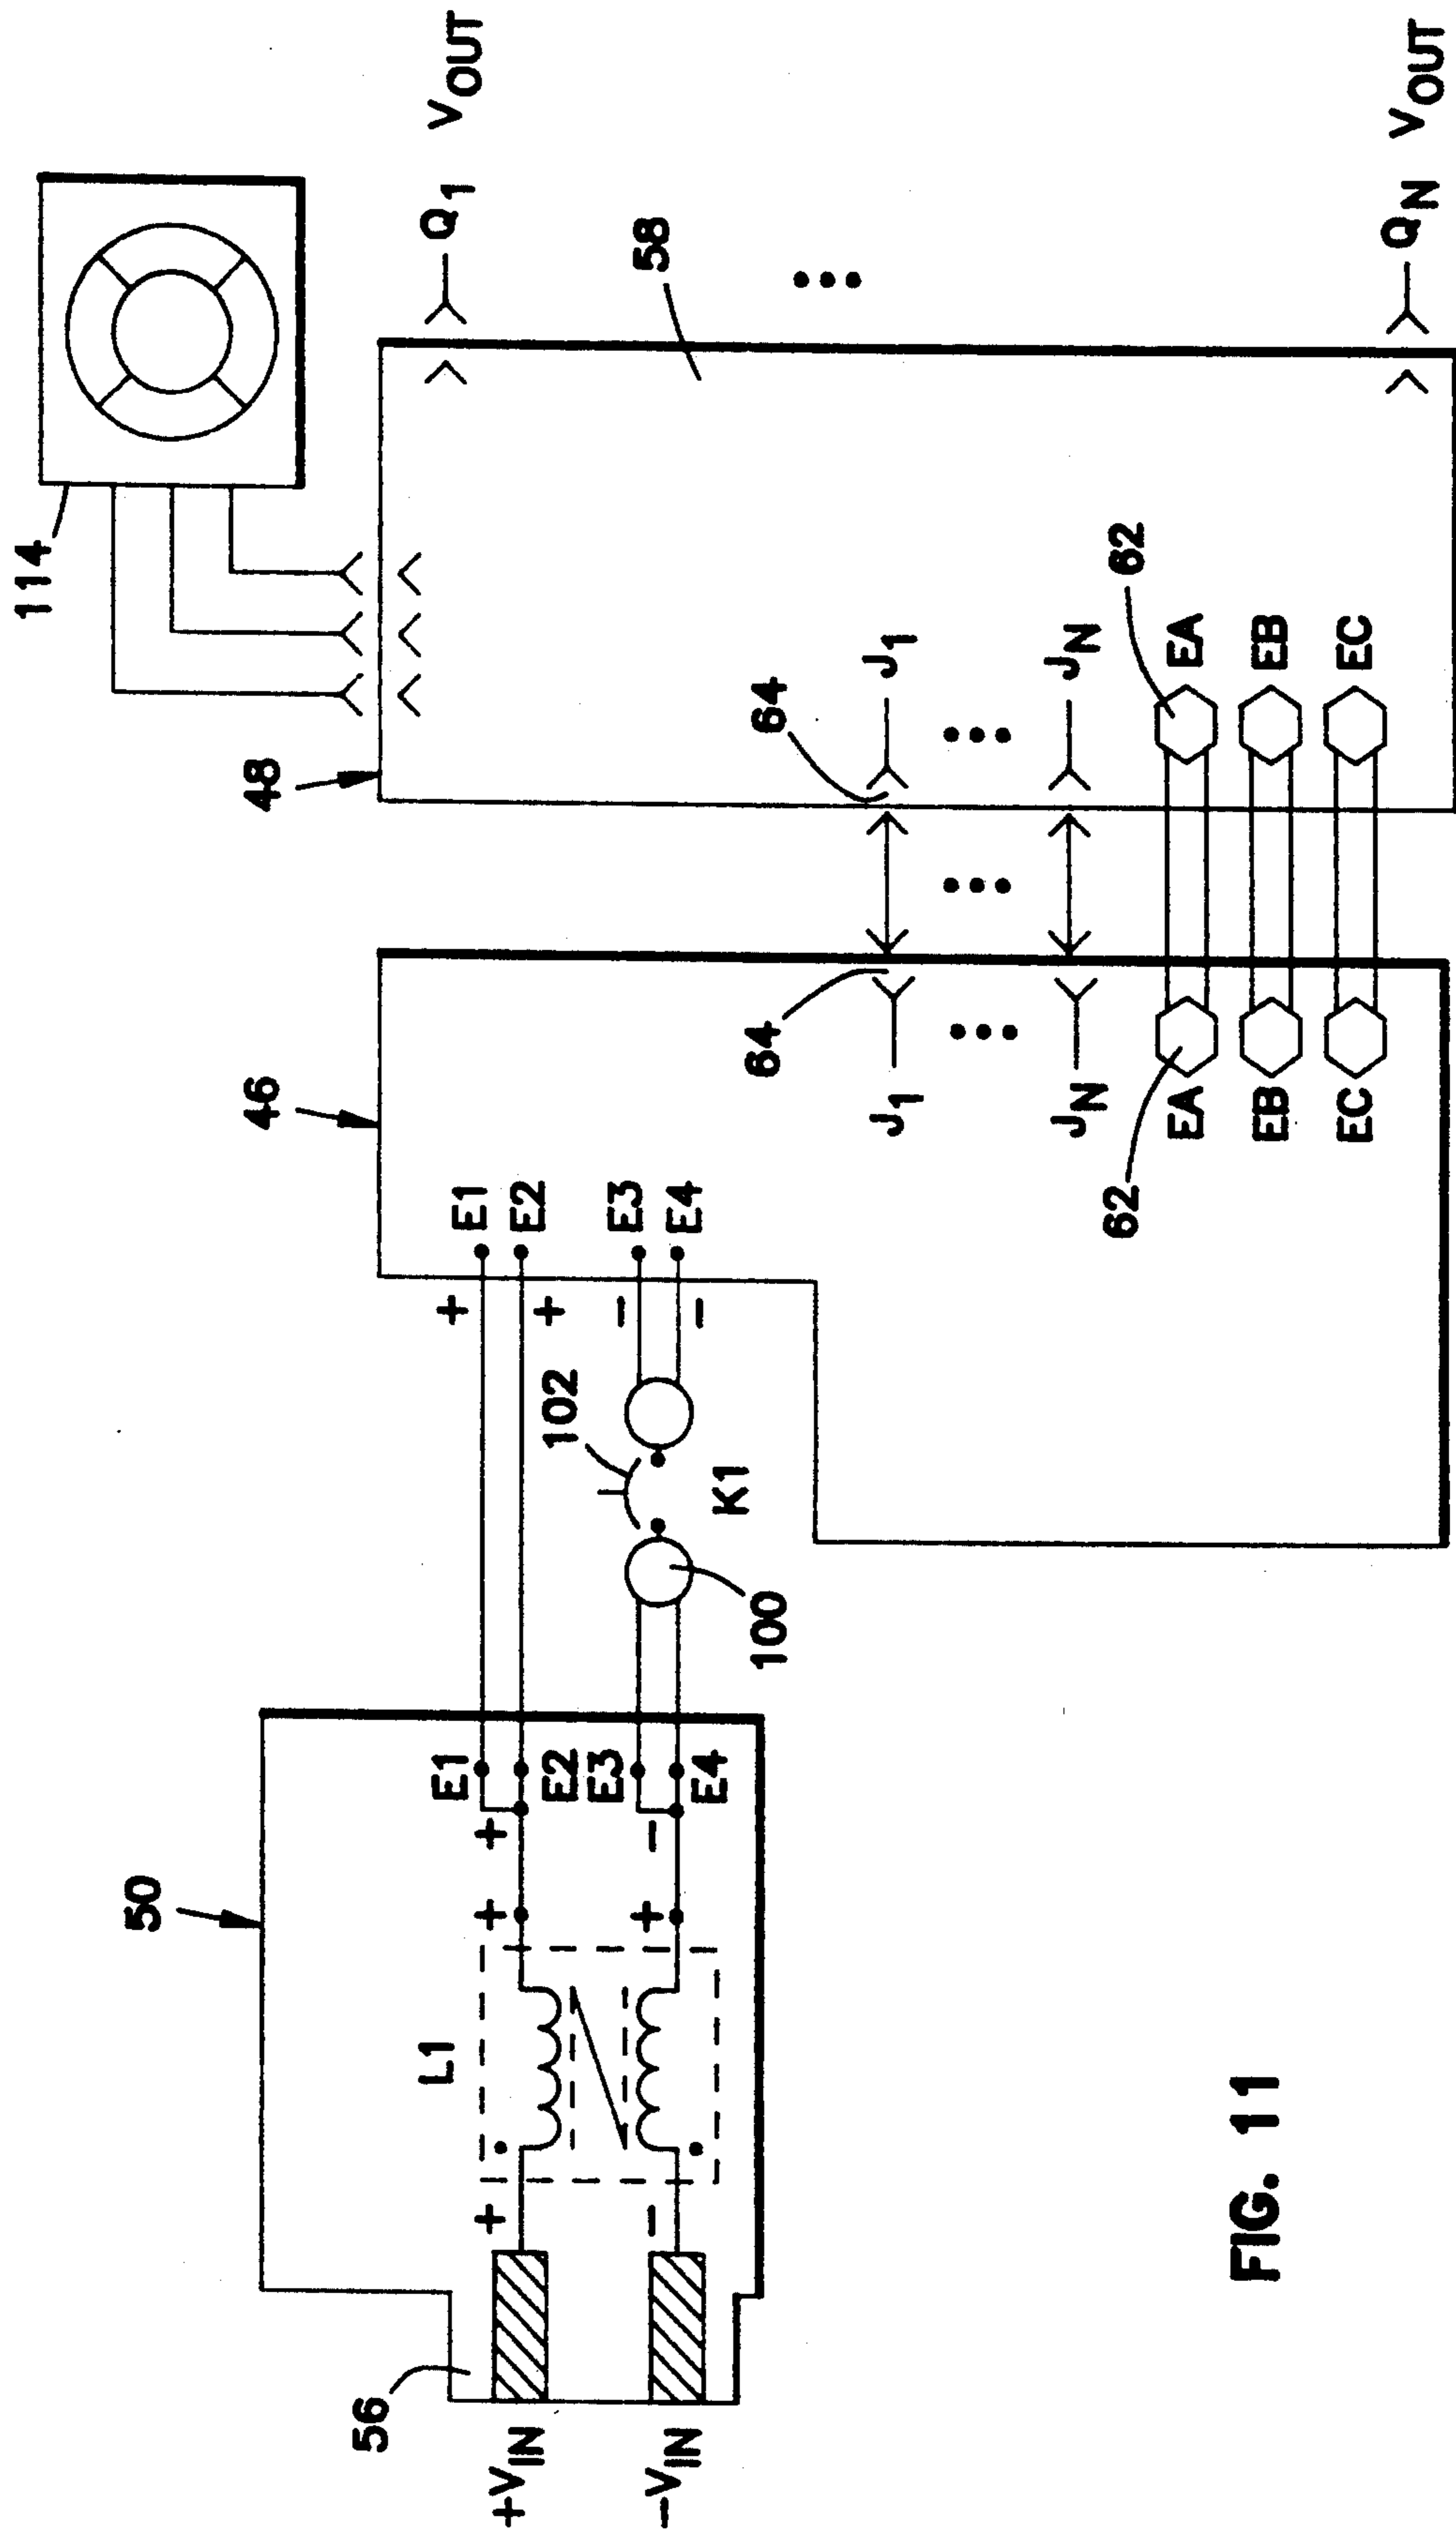 114
Q1 VOUT
48
58
50
46
E1
E2
E3
E4
+
+
−
−
102
K1
100
L1
E1
E2
E3
E4
+
+
+
−
+
−
56
+VIN
−VIN
64
J1
JN
64
J1
JN
62
EA
EB
EC
62
EA
EB
EC
QN VOUT
FIG. 11